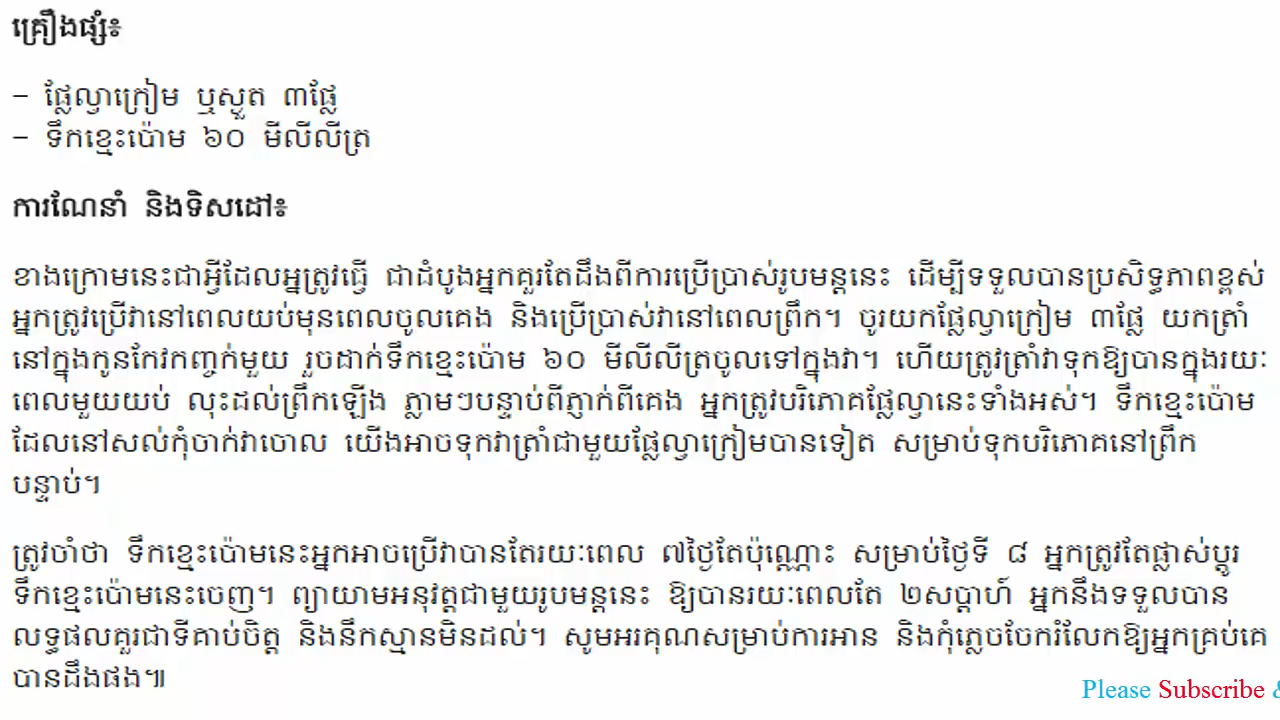 គ្រឿងផ្សំ៖
– ផ្លែល្វាក្រៀម ឬស្ងួត ៣ផ្លែ
– ទឹកខ្មេះប៉ោម ៦០ មីលីលីត្រ
ការណែនាំ និងទិសដៅ៖
ខាងក្រោមនេះជាអ្វីដែលអ្នត្រូវធ្វើ ជាដំបូងអ្នកគួរតែដឹងពីការប្រើប្រាស់រូបមន្តនេះ ដើម្បីទទួលបានប្រសិទ្ធភាពខ្ពស់
អ្នកត្រូវប្រើវានៅពេលយប់មុនពេលចូលគេង និងប្រើប្រាស់វានៅពេលព្រឹក។ ចូរយកផ្លែល្វាក្រៀម ៣ផ្លែ យកត្រាំ
នៅក្នុងកូនកែវកញ្ចក់មួយ រួចដាក់ទឹកខ្មេះប៉ោម ៦០ មីលីលីត្រចូលទៅក្នុងវា។ ហើយត្រូវត្រាំវាទុកឱ្យបានក្នុងរយៈ
ពេលមួយយប់ លុះដល់ព្រឹកឡើង ភ្លាមៗបន្ទាប់ពីភ្ញាក់ពីគេង អ្នកត្រូវបរិភោគផ្លែល្វានេះទាំងអស់។ ទឹកខ្មេះប៉ោម
ដែលនៅសល់កុំចាក់វាចោល យើងអាចទុកវាត្រាំជាមួយផ្លែល្វាក្រៀមបានទៀត សម្រាប់ទុកបរិភោគនៅព្រឹក
បន្ទាប់។
ត្រូវចាំថា ទឹកខ្មេះប៉ោមនេះអ្នកអាចប្រើវាបានតែរយៈពេល ៧ថ្ងៃតែប៉ុណ្ណោះ សម្រាប់ថ្ងៃទី ៨ អ្នកត្រូវតែផ្លាស់ប្តូរ
ទឹកខ្មេះប៉ោមនេះចេញ។ ព្យាយាមអនុវត្តជាមួយរូបមន្តនេះ ឱ្យបានរយៈពេលតែ ២សប្តាហ៍ អ្នកនឹងទទួលបាន
លទ្ធផលគួរជាទីគាប់ចិត្ត និងនឹកស្មានមិនដល់។ សូមអរគុណសម្រាប់ការអាន និងកុំភ្លេចចែករំលែកឱ្យអ្នកគ្រប់គេ
បានដឹងផង៕
Please Subscribe &